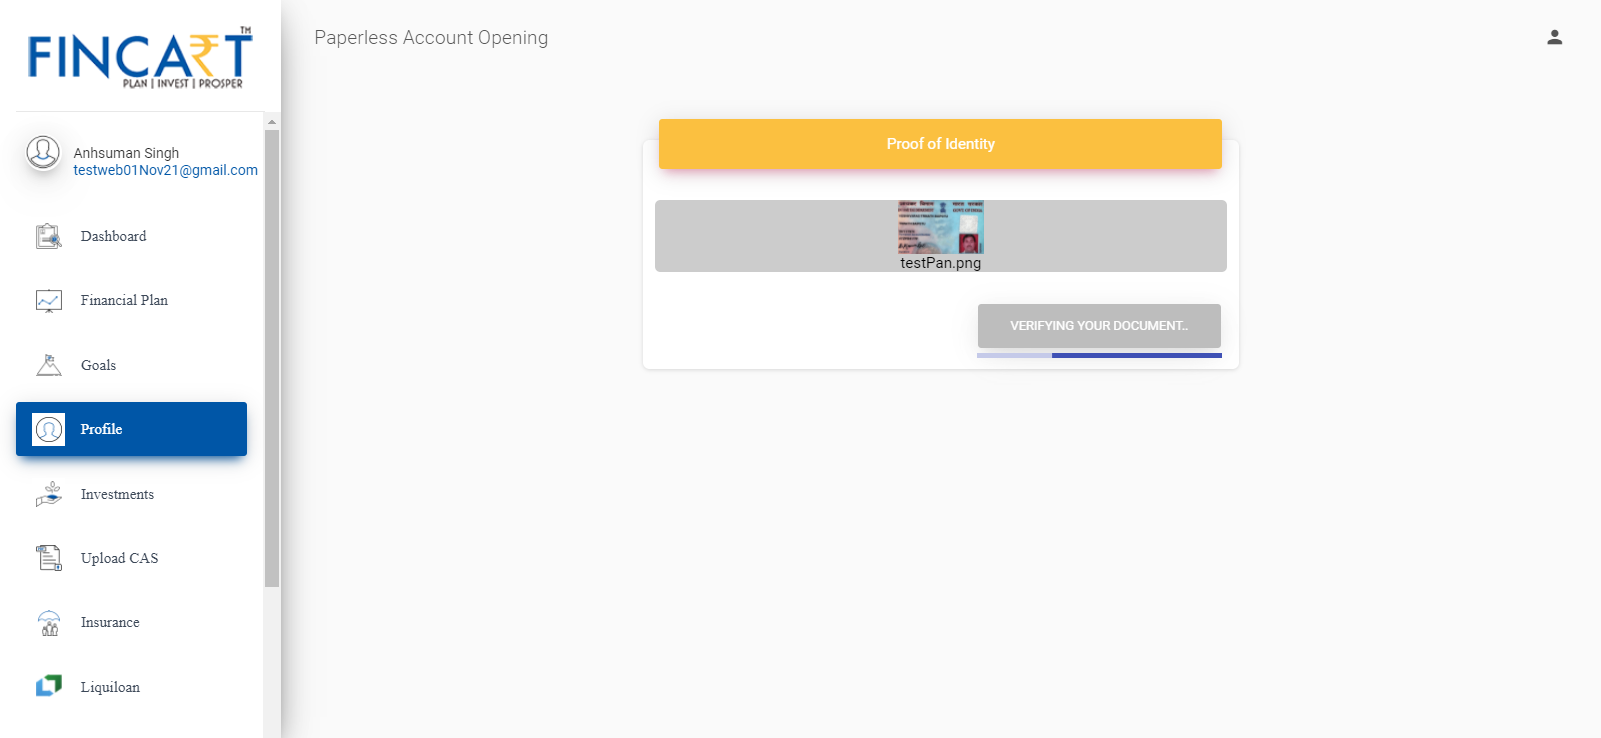 FINCART™
PLAN | INVEST | PROSPER
Paperless Account Opening
Anhsuman Singh
testweb01Nov21@gmail.com
Dashboard
Financial Plan
Goals
Profile
Investments
Upload CAS
Insurance
Liquiloan
Proof of Identity
testPan.png
VERIFYING YOUR DOCUMENT..